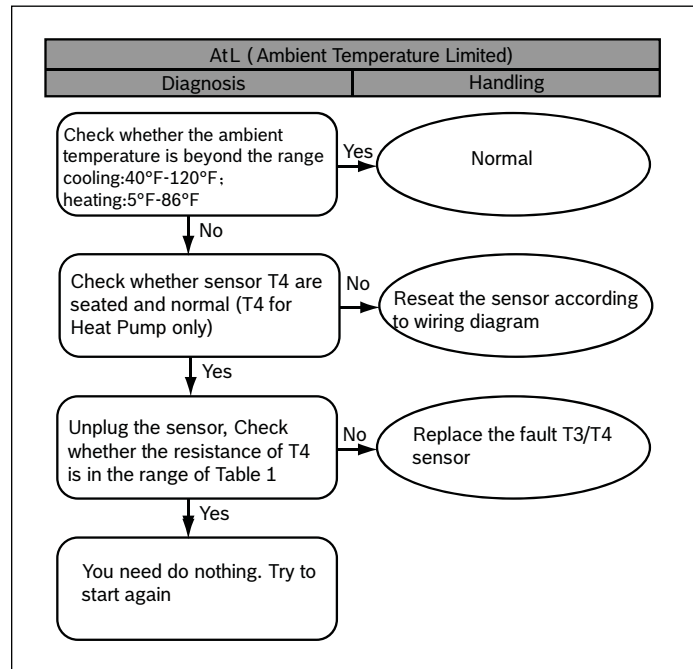 AtL (Ambient Temperature Limited)
Diagnosis
Handling
Check whether the ambient
temperature is beyond the range
cooling:40°F-120°F;
heating:5°F-86°F
Yes
Normal
No
Check whether sensor T4 are
seated and normal (T4 for
Heat Pump only)
No
Reseat the sensor according
to wiring diagram
Yes
Unplug the sensor, Check
whether the resistance of T4
is in the range of Table 1
No
Replace the fault T3/T4
sensor
Yes
You need do nothing. Try to
start again